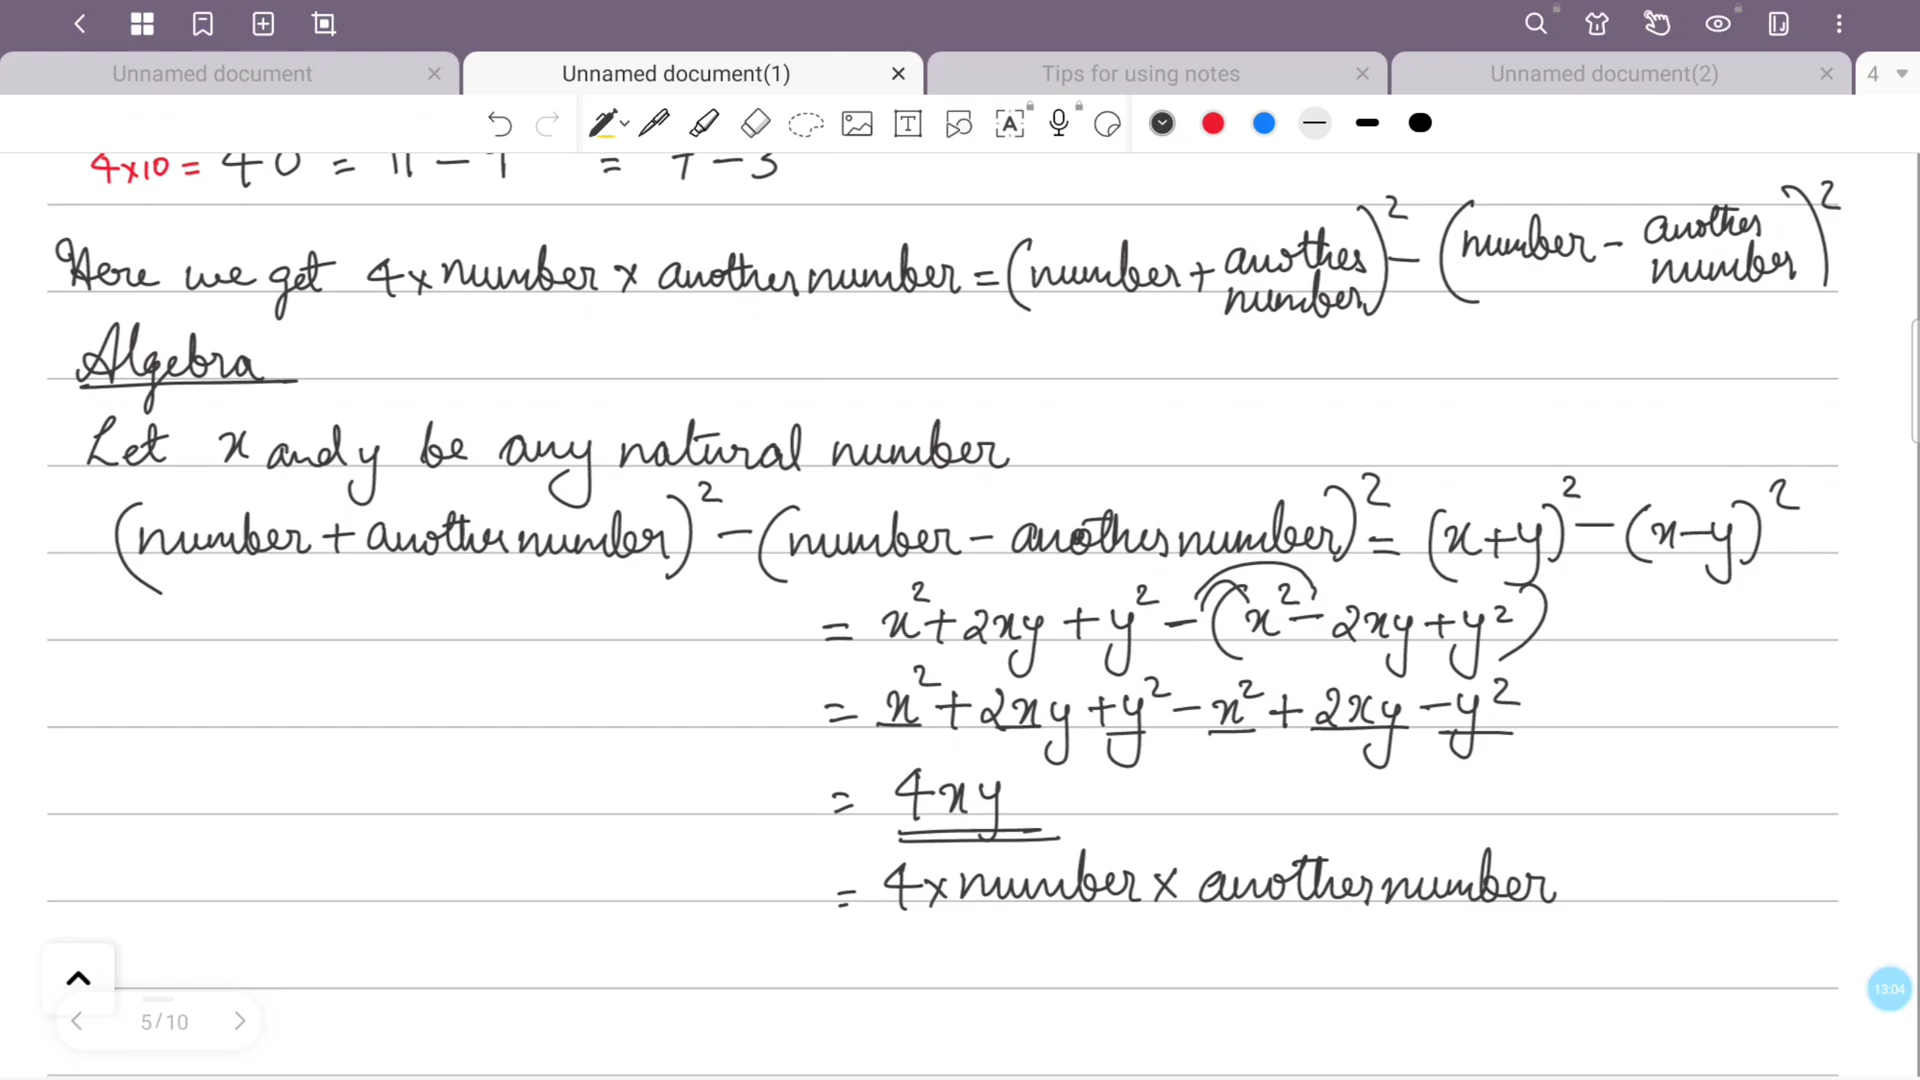 Unnamed document
Unnamed document(1)
Tips for using notes
Unnamed document(2)
4
4×10 = 40 =
Here we get 4× number × another number = (number + another number)² − (number − another number)²
Algebra
Let x and y be any natural number
(number + another number)² − (number − another number)² = (x+y)² − (x−y)²
= x² + 2xy + y² − (x² − 2xy + y²)
= x² + 2xy + y² − x² + 2xy − y²
= 4xy
= 4× number × another number
5/10
13:04